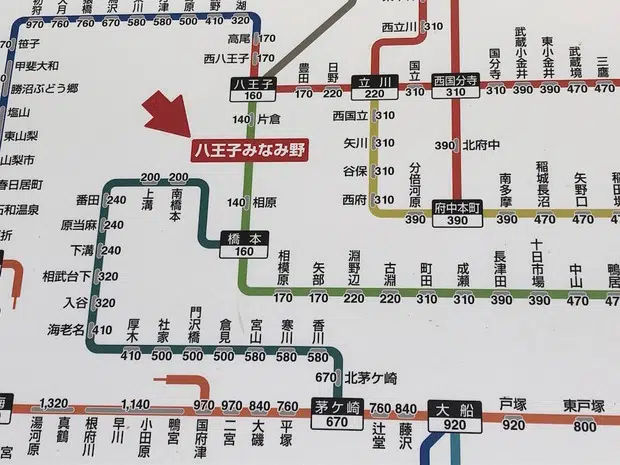 初狩
大月
970
960
760
670
580
580
500
390
320
湖
笹子
甲斐大和
勝沼ぶどう郷
塩山
東山梨
山梨市
春日居町
石和温泉
高尾
170
西八王子
170
八王子
160
豊田
170
日野
220
立川
220
国立
310
西国分寺
310
国分寺
310
武蔵小金井
390
東小金井
390
武蔵境
470
三鷹
470
西立川
310
140
片倉
八王子みなみ野
140
相原
橋本
160
西国立
310
矢川
310
谷保
310
西府
310
分倍河原
390
390
北府中
府中本町
390
南多摩
390
稲城長沼
470
矢野口
470
200
上溝
200
南橋本
番田
240
原当麻
240
下溝
240
相武台下
320
入谷
320
海老名
410
相模原
170
矢部
170
淵野辺
220
古淵
220
町田
310
成瀬
310
長津田
390
十日市場
390
中山
470
鴨居
厚木
410
社家
500
門沢橋
500
倉見
500
宮山
580
寒川
580
香川
580
670
北茅ケ崎
茅ケ崎
670
1,320
湯河原
真鶴
根府川
1,140
早川
小田原
鴨宮
970
国府津
970
二宮
840
大磯
760
平塚
760
辻堂
840
藤沢
大船
920
戸塚
920
東戸塚
800